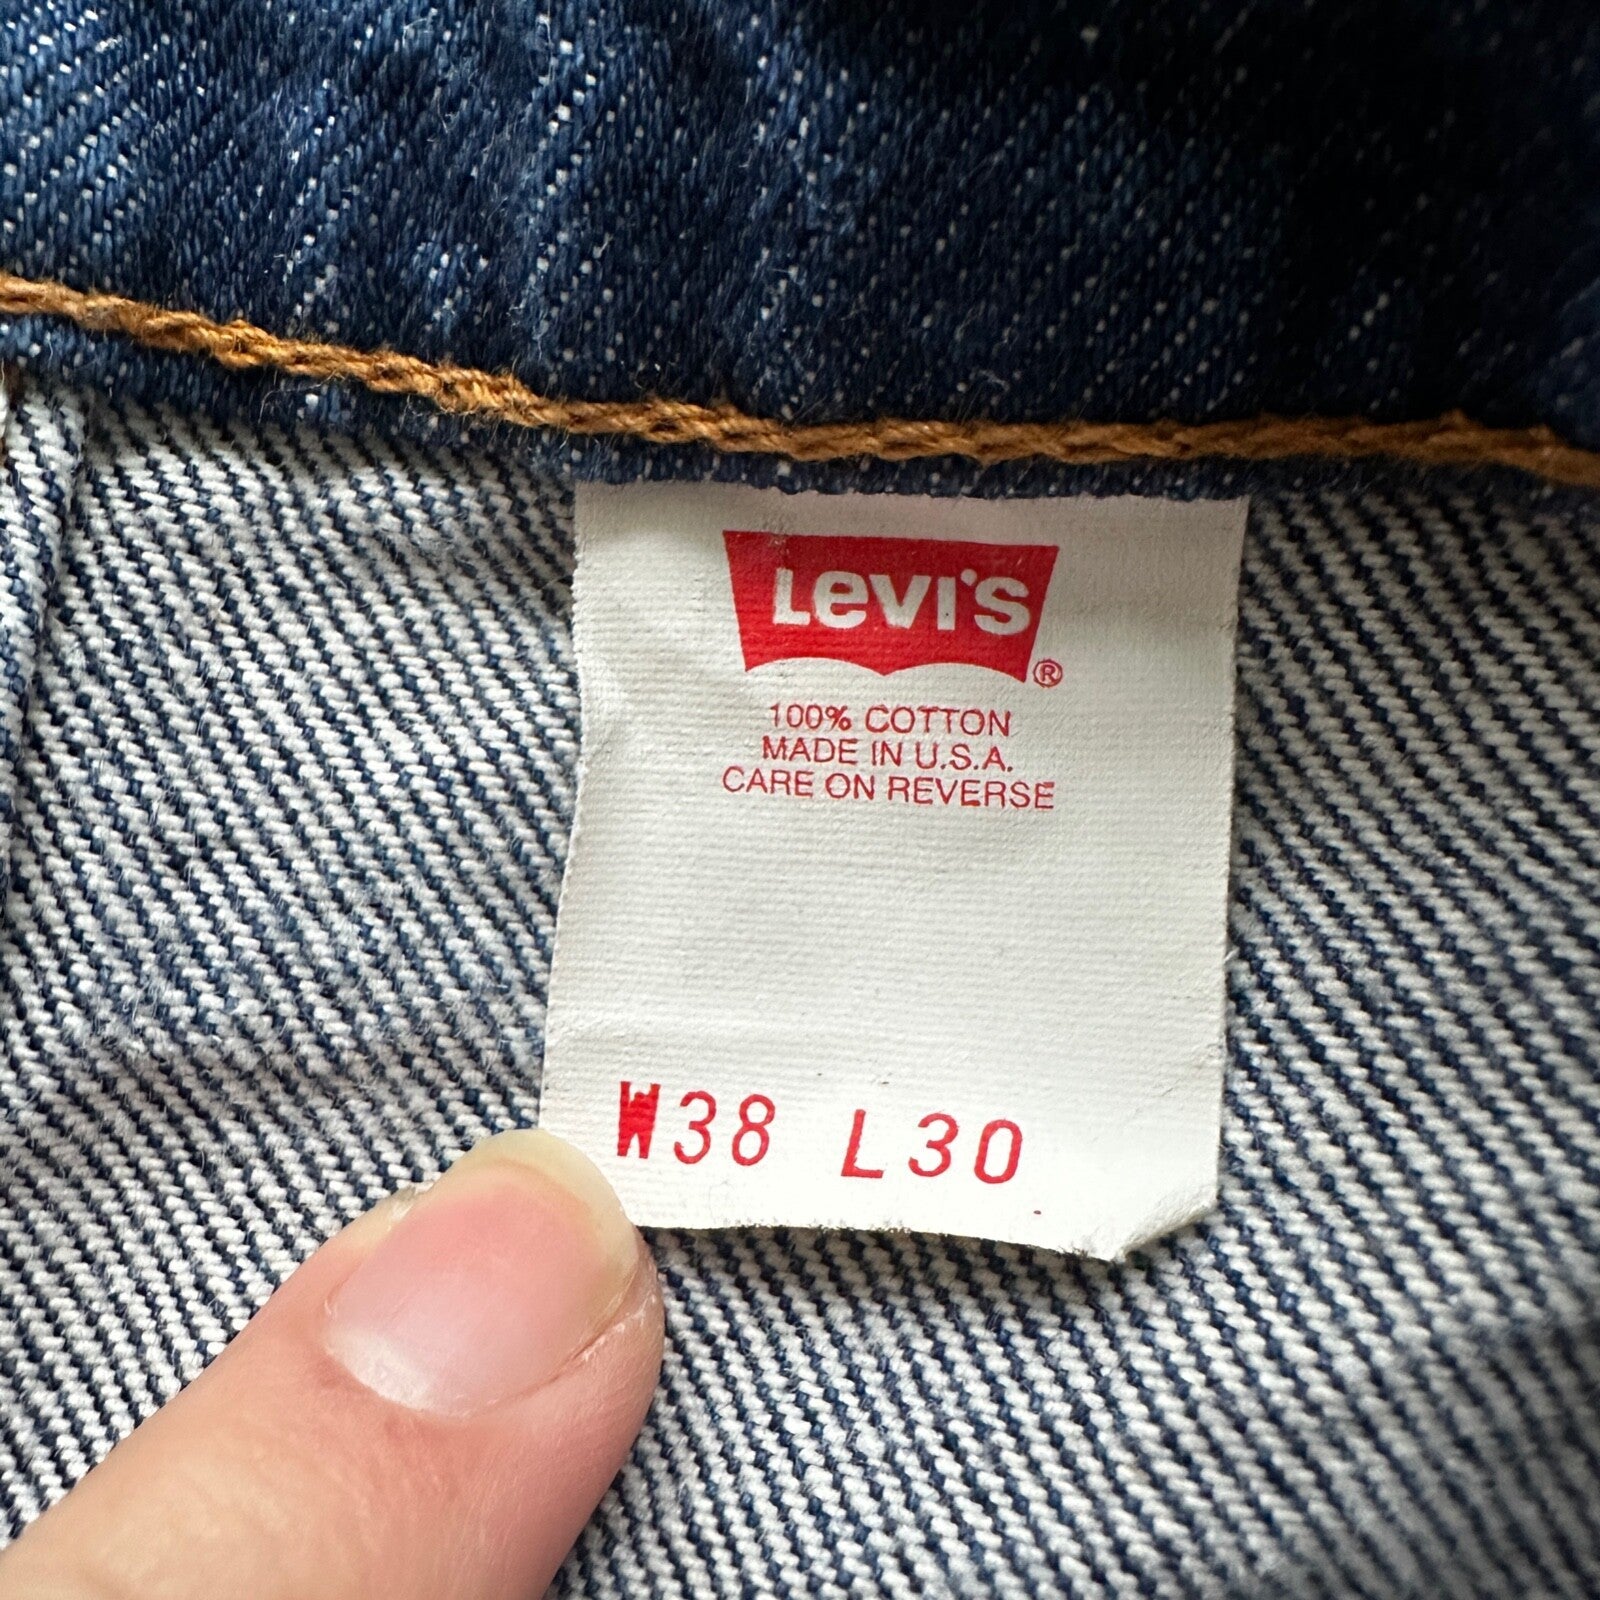 Levi's®
100% COTTON
MADE IN U.S.A.
CARE ON REVERSE
W38 L30